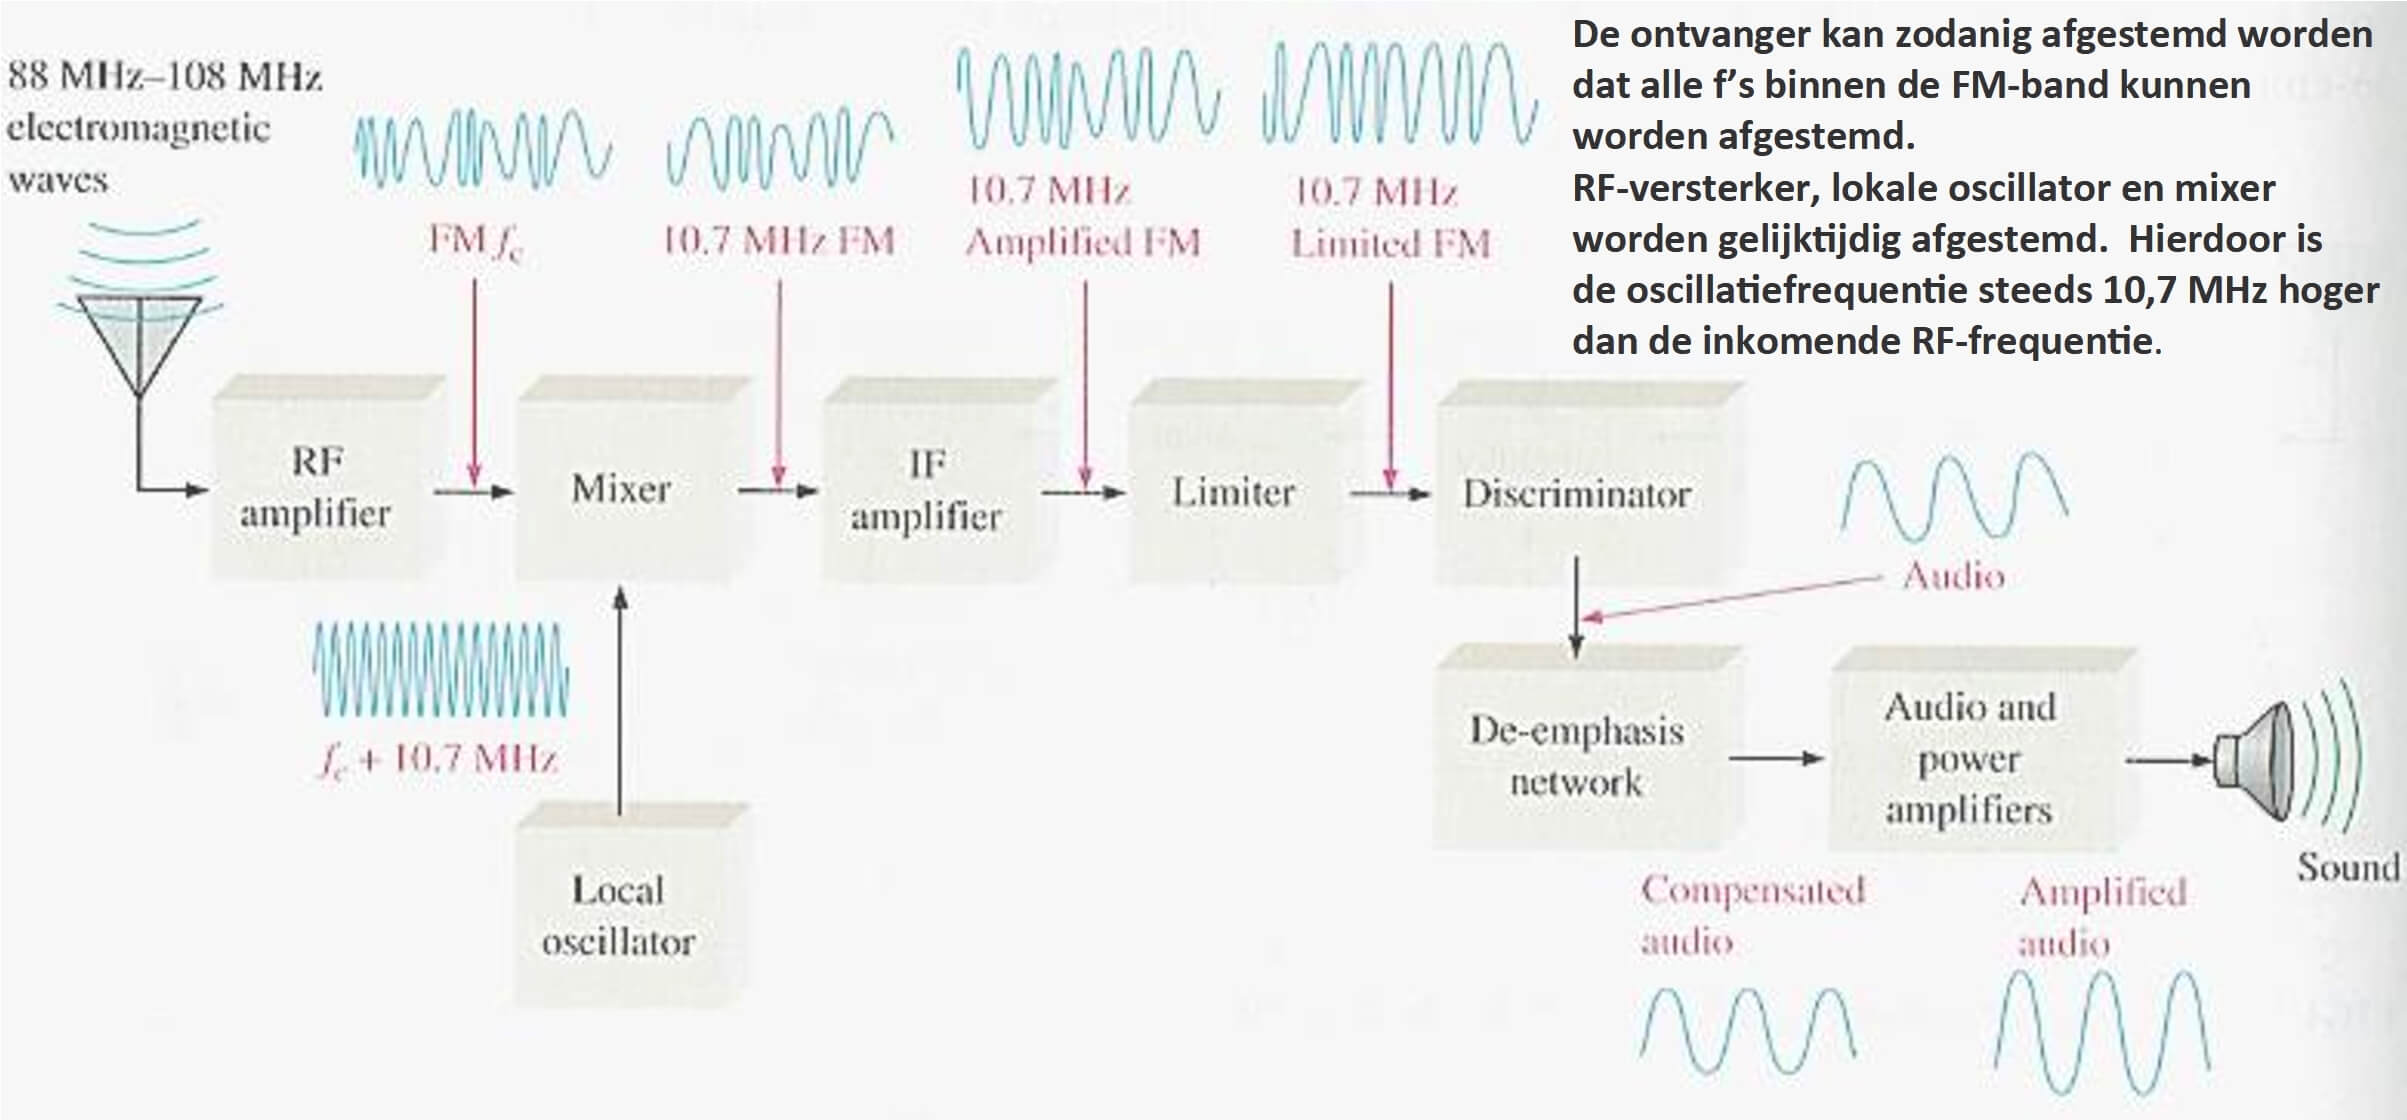 88 MHz–108 MHz
electromagnetic
waves
De ontvanger kan zodanig afgestemd worden
dat alle f’s binnen de FM-band kunnen
worden afgestemd.
RF-versterker, lokale oscillator en mixer
worden gelijktijdig afgestemd.  Hierdoor is
de oscillatiefrequentie steeds 10,7 MHz hoger
dan de inkomende RF-frequentie.
FM fc
10.7 MHz FM
10.7 MHz
Amplified FM
10.7 MHz
Limited FM
RF
amplifier
Mixer
IF
amplifier
Limiter
Discriminator
Audio
fc + 10.7 MHz
Local
oscillator
De-emphasis
network
Audio and
power
amplifiers
Sound
Compensated
audio
Amplified
audio